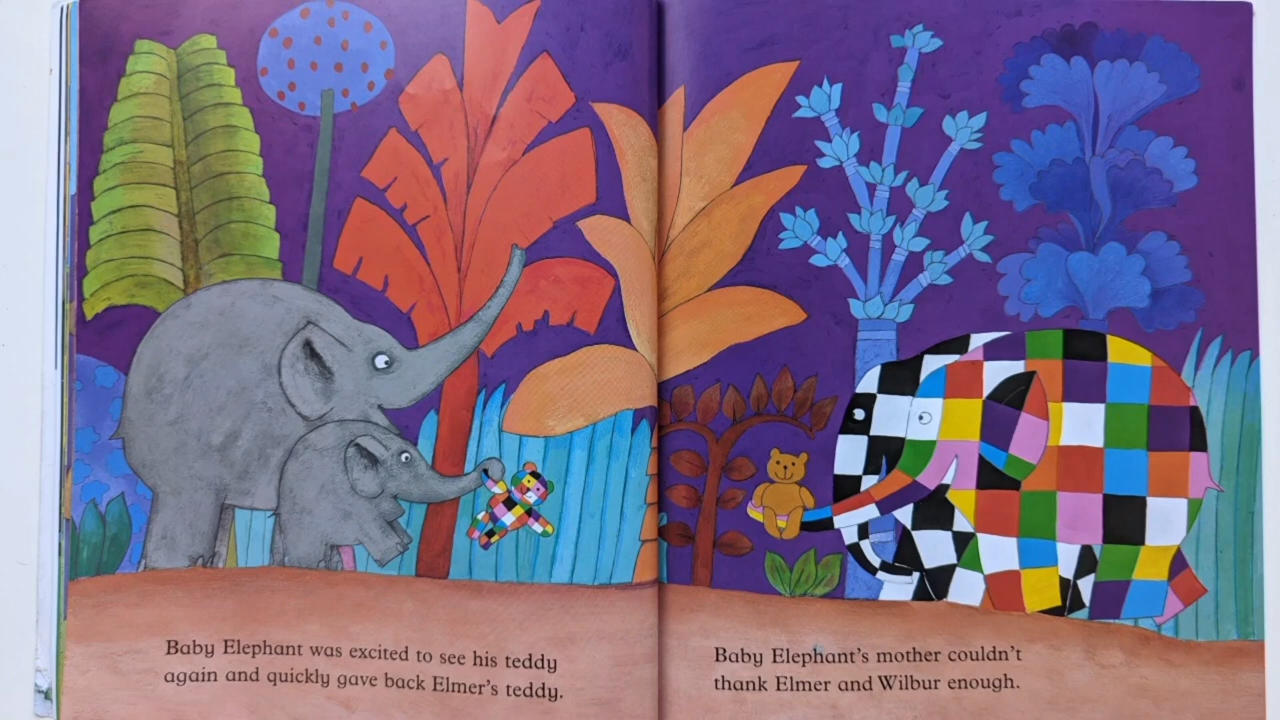 Baby Elephant was excited to see his teddy
again and quickly gave back Elmer's teddy.
Baby Elephant's mother couldn't
thank Elmer and Wilbur enough.